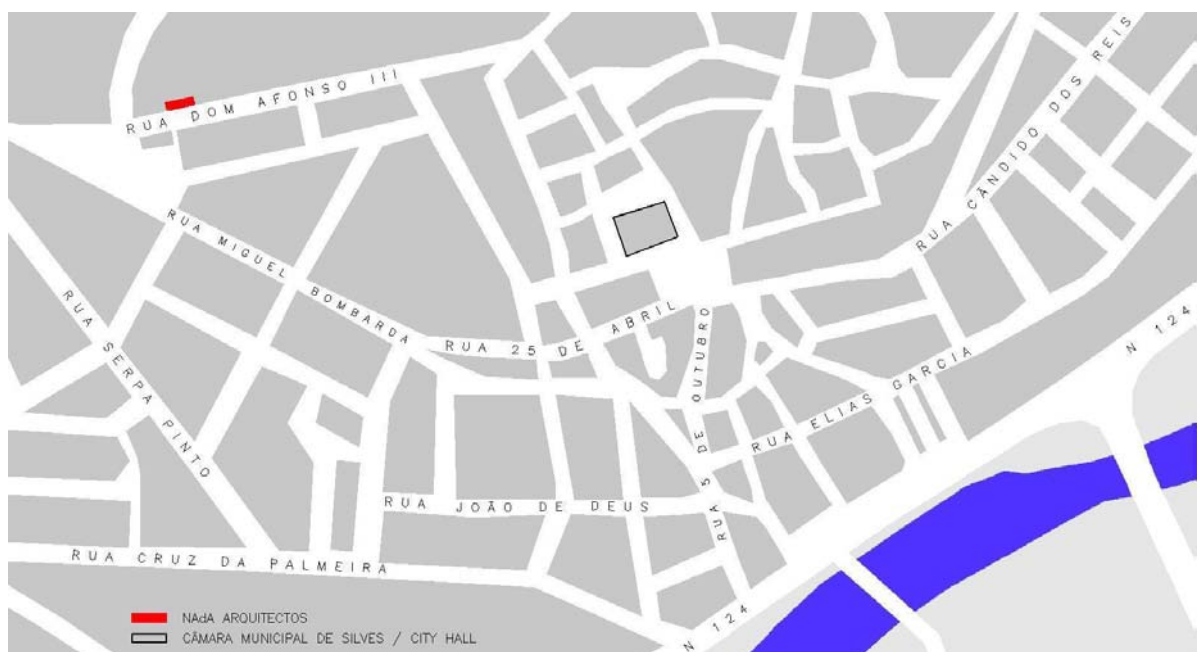 RUA DOM AFONSO III
RUA CÂNDIDO DOS REIS
RUA MIGUEL BOMBARDA
RUA SERPA PINTO
RUA 25 DE ABRIL
RUA 5 DE OUTUBRO
RUA ELIAS GARCIA
N 124
RUA JOÃO DE DEUS
RUA CRUZ DA PALMEIRA
N 124
NAdA ARQUITECTOS
CÂMARA MUNICIPAL DE SILVES / CITY HALL